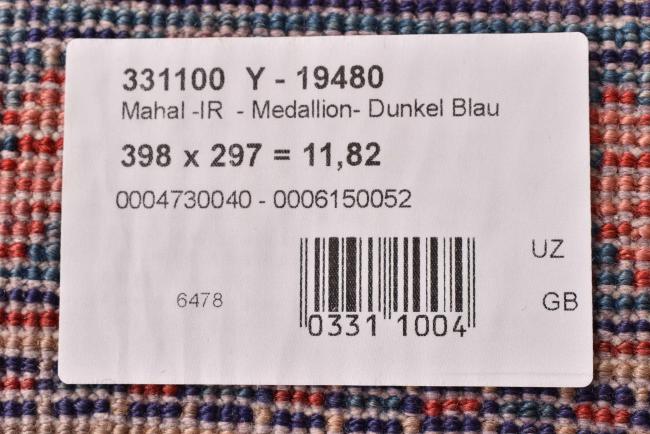 331100 Y - 19480
Mahal -IR - Medallion- Dunkel Blau
398 x 297 = 11,82
0004730040 - 0006150052
UZ
6478
GB
0331 1004